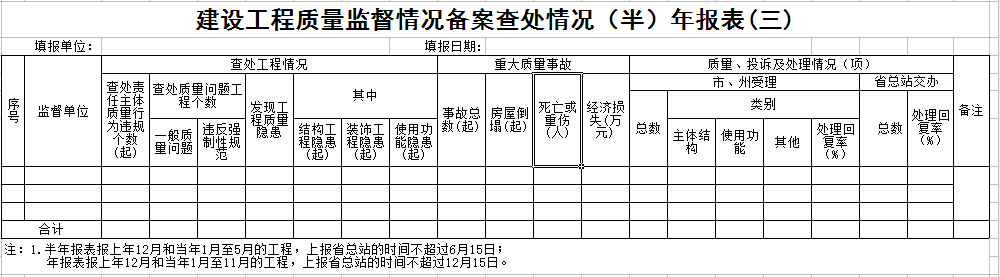 建设工程质量监督情况备案查处情况（半）年报表(三)
填报单位： 填报日期：
序号
监督单位
查处工程情况
查处责任主体质量行为违规个数(起)
查处质量问题工程个数
一般质量问题
违反强制性规范
发现工程质量隐患
其中
结构工程隐患(起)
装饰工程隐患(起)
使用功能隐患(起)
重大质量事故
事故总数(起)
房屋倒塌(起)
死亡或重伤(人)
经济损失(万元)
质量、投诉及处理情况（项）
市、州受理
总数
类别
主体结构
使用功能
其他
处理回复率(%)
省总站交办
总数
处理回复率(%)
备注
合计
注：1.半年报表报上年12月和当年1月至5月的工程，上报省总站的时间不超过6月15日；
年报表报上年12月和当年1月至11月的工程，上报省总站的时间不超过12月15日。